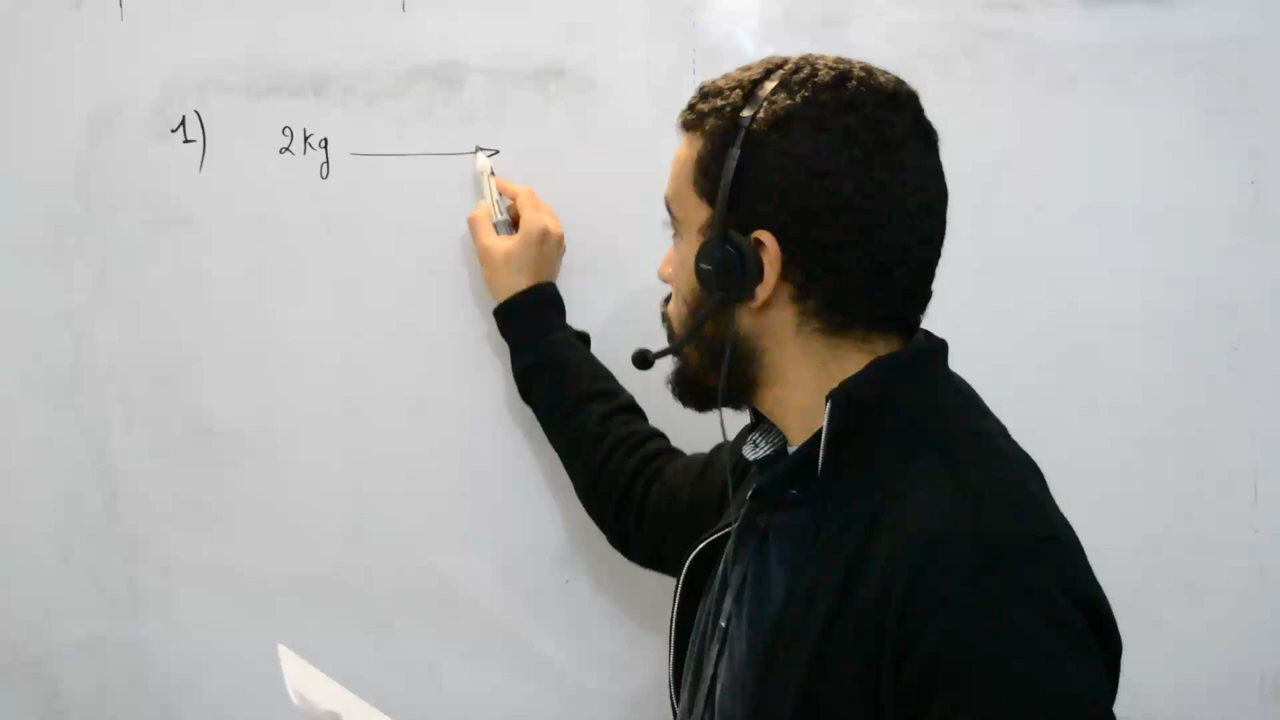 1) 2kg →